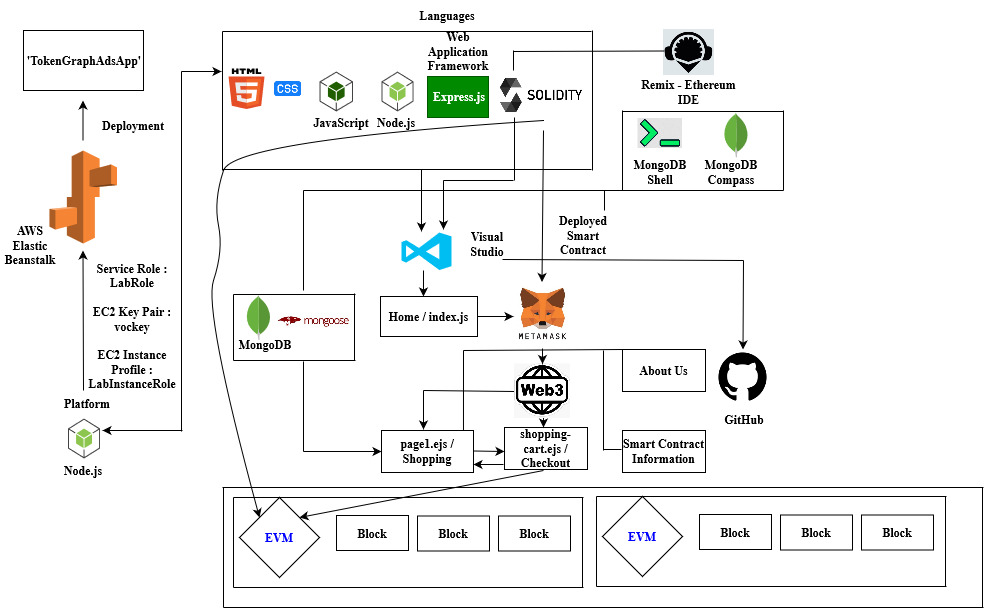 Languages
'TokenGraphAdsApp'
HTML
5
CSS
JavaScript
Node.js
Web
Application
Framework
Express.js
SOLIDITY
Remix - Ethereum
IDE
MongoDB
Shell
MongoDB
Compass
Deployment
AWS
Elastic
Beanstalk
Service Role :
LabRole
EC2 Key Pair :
vockey
EC2 Instance
Profile :
LabInstanceRole
Platform
Node.js
Visual
Studio
Deployed
Smart
Contract
MongoDB
mongoose
Home / index.js
METAMASK
Web3
About Us
GitHub
page1.ejs /
Shopping
shopping-
cart.ejs /
Checkout
Smart Contract
Information
EVM
Block
Block
Block
EVM
Block
Block
Block